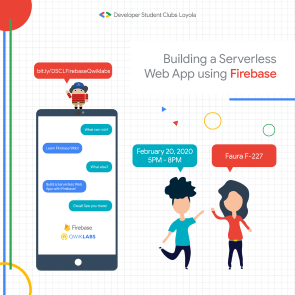 Developer Student Clubs Loyola
Building a Serverless
Web App using Firebase
bit.ly/DSCLFirebaseQwiklabs
What can I do?
Learn Firebase Web!
What else?
Build a Serverless Web
App with Firebase!
Great! See you there!
February 20, 2020
5PM - 8PM
Faura F-227
Firebase
QWIKLABS